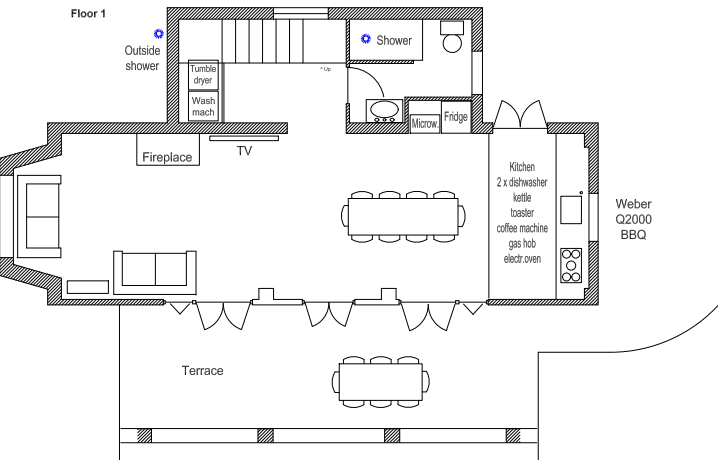 Floor 1
Outside
shower
Shower
^ Up
Tumble
dryer
Wash
mach
Microw.
Fridge
Fireplace
TV
Kitchen
2 x dishwasher
kettle
toaster
coffee machine
gas hob
electr.oven
Weber
Q2000
BBQ
Terrace